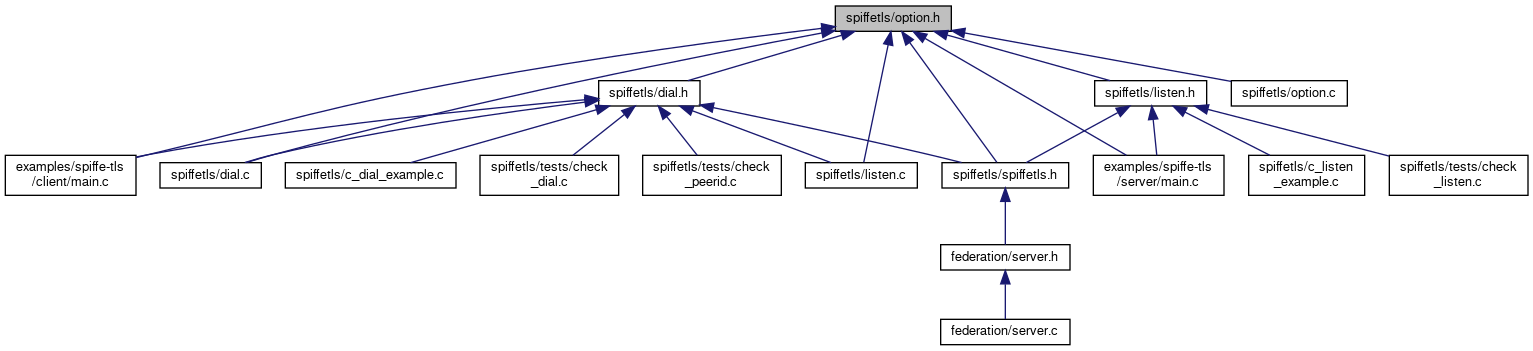 spiffetls/option.h
spiffetls/dial.h
spiffetls/listen.h
spiffetls/option.c
examples/spiffe-tls
/client/main.c
spiffetls/dial.c
spiffetls/c_dial_example.c
spiffetls/tests/check
_dial.c
spiffetls/tests/check
_peerid.c
spiffetls/listen.c
spiffetls/spiffetls.h
examples/spiffe-tls
/server/main.c
spiffetls/c_listen
_example.c
spiffetls/tests/check
_listen.c
federation/server.h
federation/server.c